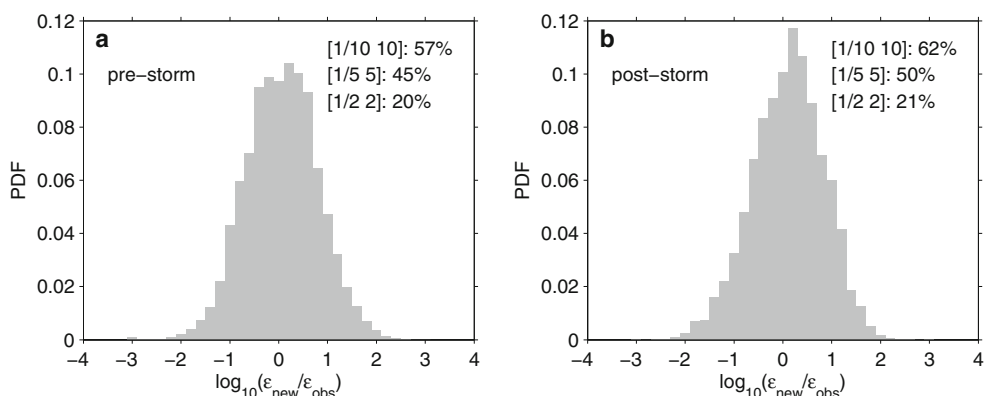 a
pre−storm
[1/10 10]: 57%
[1/5 5]: 45%
[1/2 2]: 20%
PDF
0.12
0.1
0.08
0.06
0.04
0.02
0
−4 −3 −2 −1 0 1 2 3 4
log10(εnew/εobs)
b
post−storm
[1/10 10]: 62%
[1/5 5]: 50%
[1/2 2]: 21%
PDF
0.12
0.1
0.08
0.06
0.04
0.02
0
−4 −3 −2 −1 0 1 2 3 4
log10(εnew/εobs)